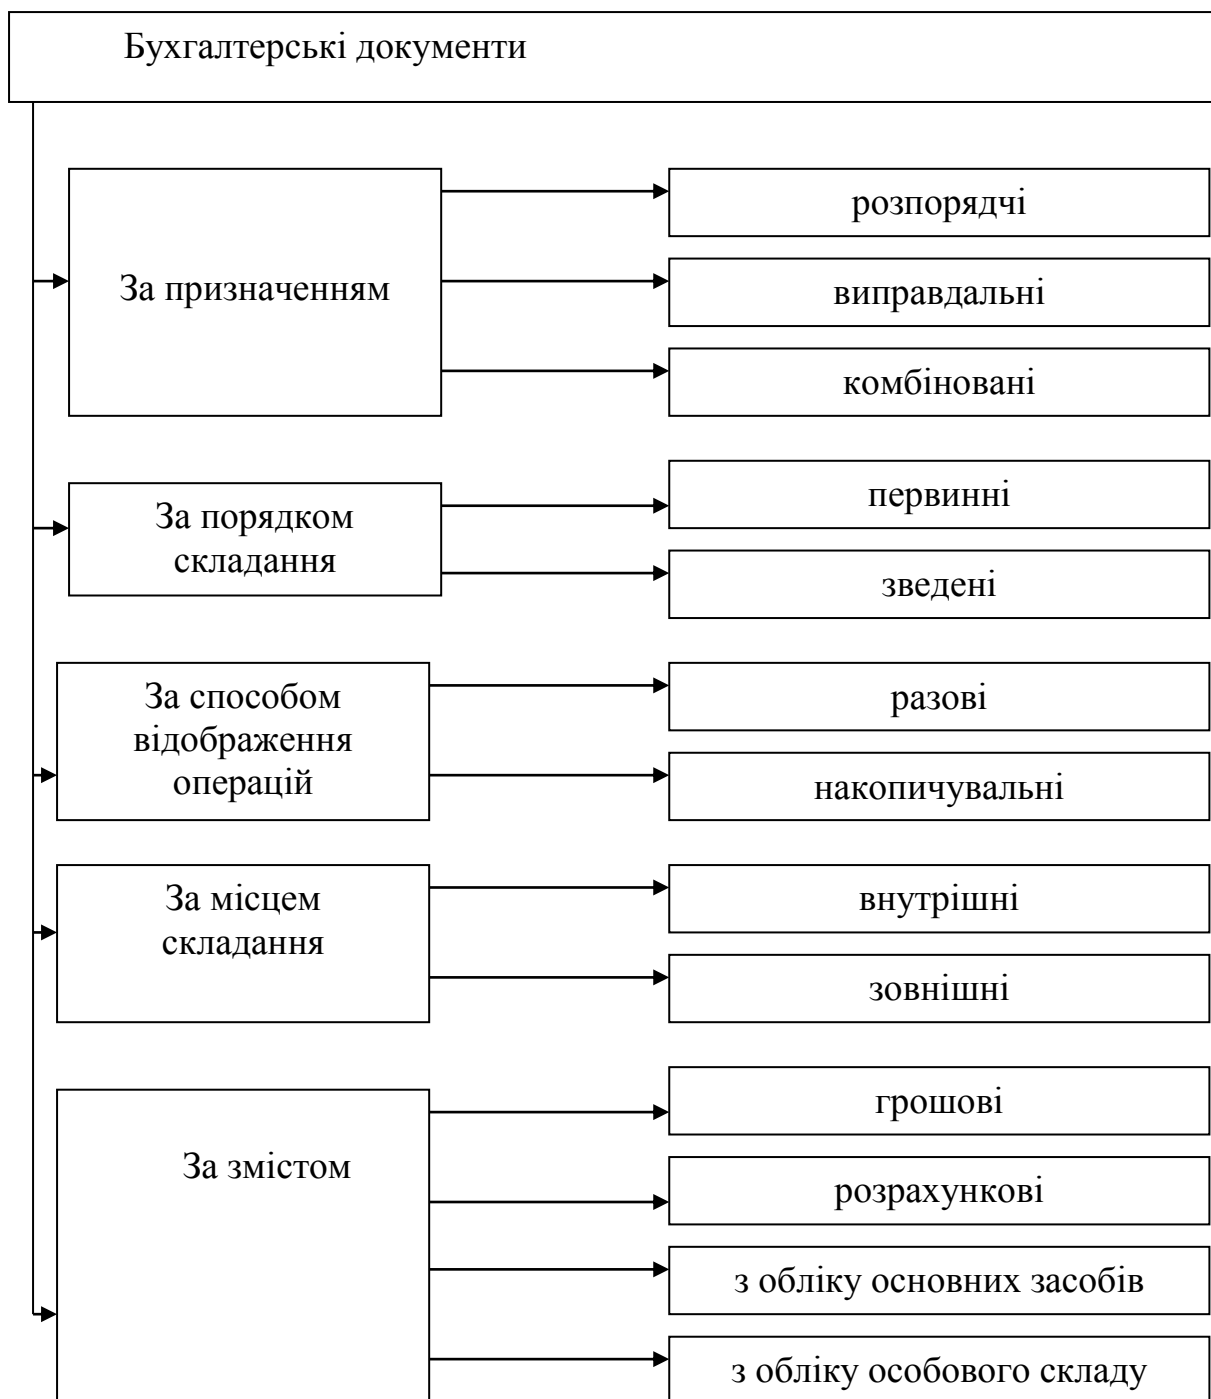 Бухгалтерські документи
За призначенням
розпорядчі
виправдальні
комбіновані
За порядком
складання
первинні
зведені
За способом
відображення
операцій
разові
накопичувальні
За місцем
складання
внутрішні
зовнішні
За змістом
грошові
розрахункові
з обліку основних засобів
з обліку особового складу